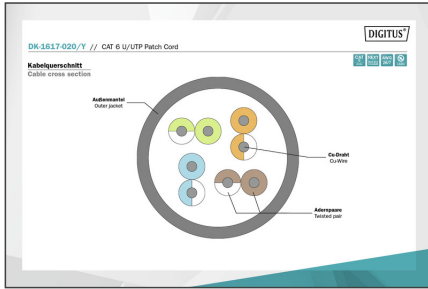 DIGITUS®
DK-1617-020/Y // CAT 6 U/UTP Patch Cord
Kabelquerschnitt
Cable cross section
Außenmantel
Outer jacket
Cu-Draht
Cu-Wire
Adernpaare
Twisted pair